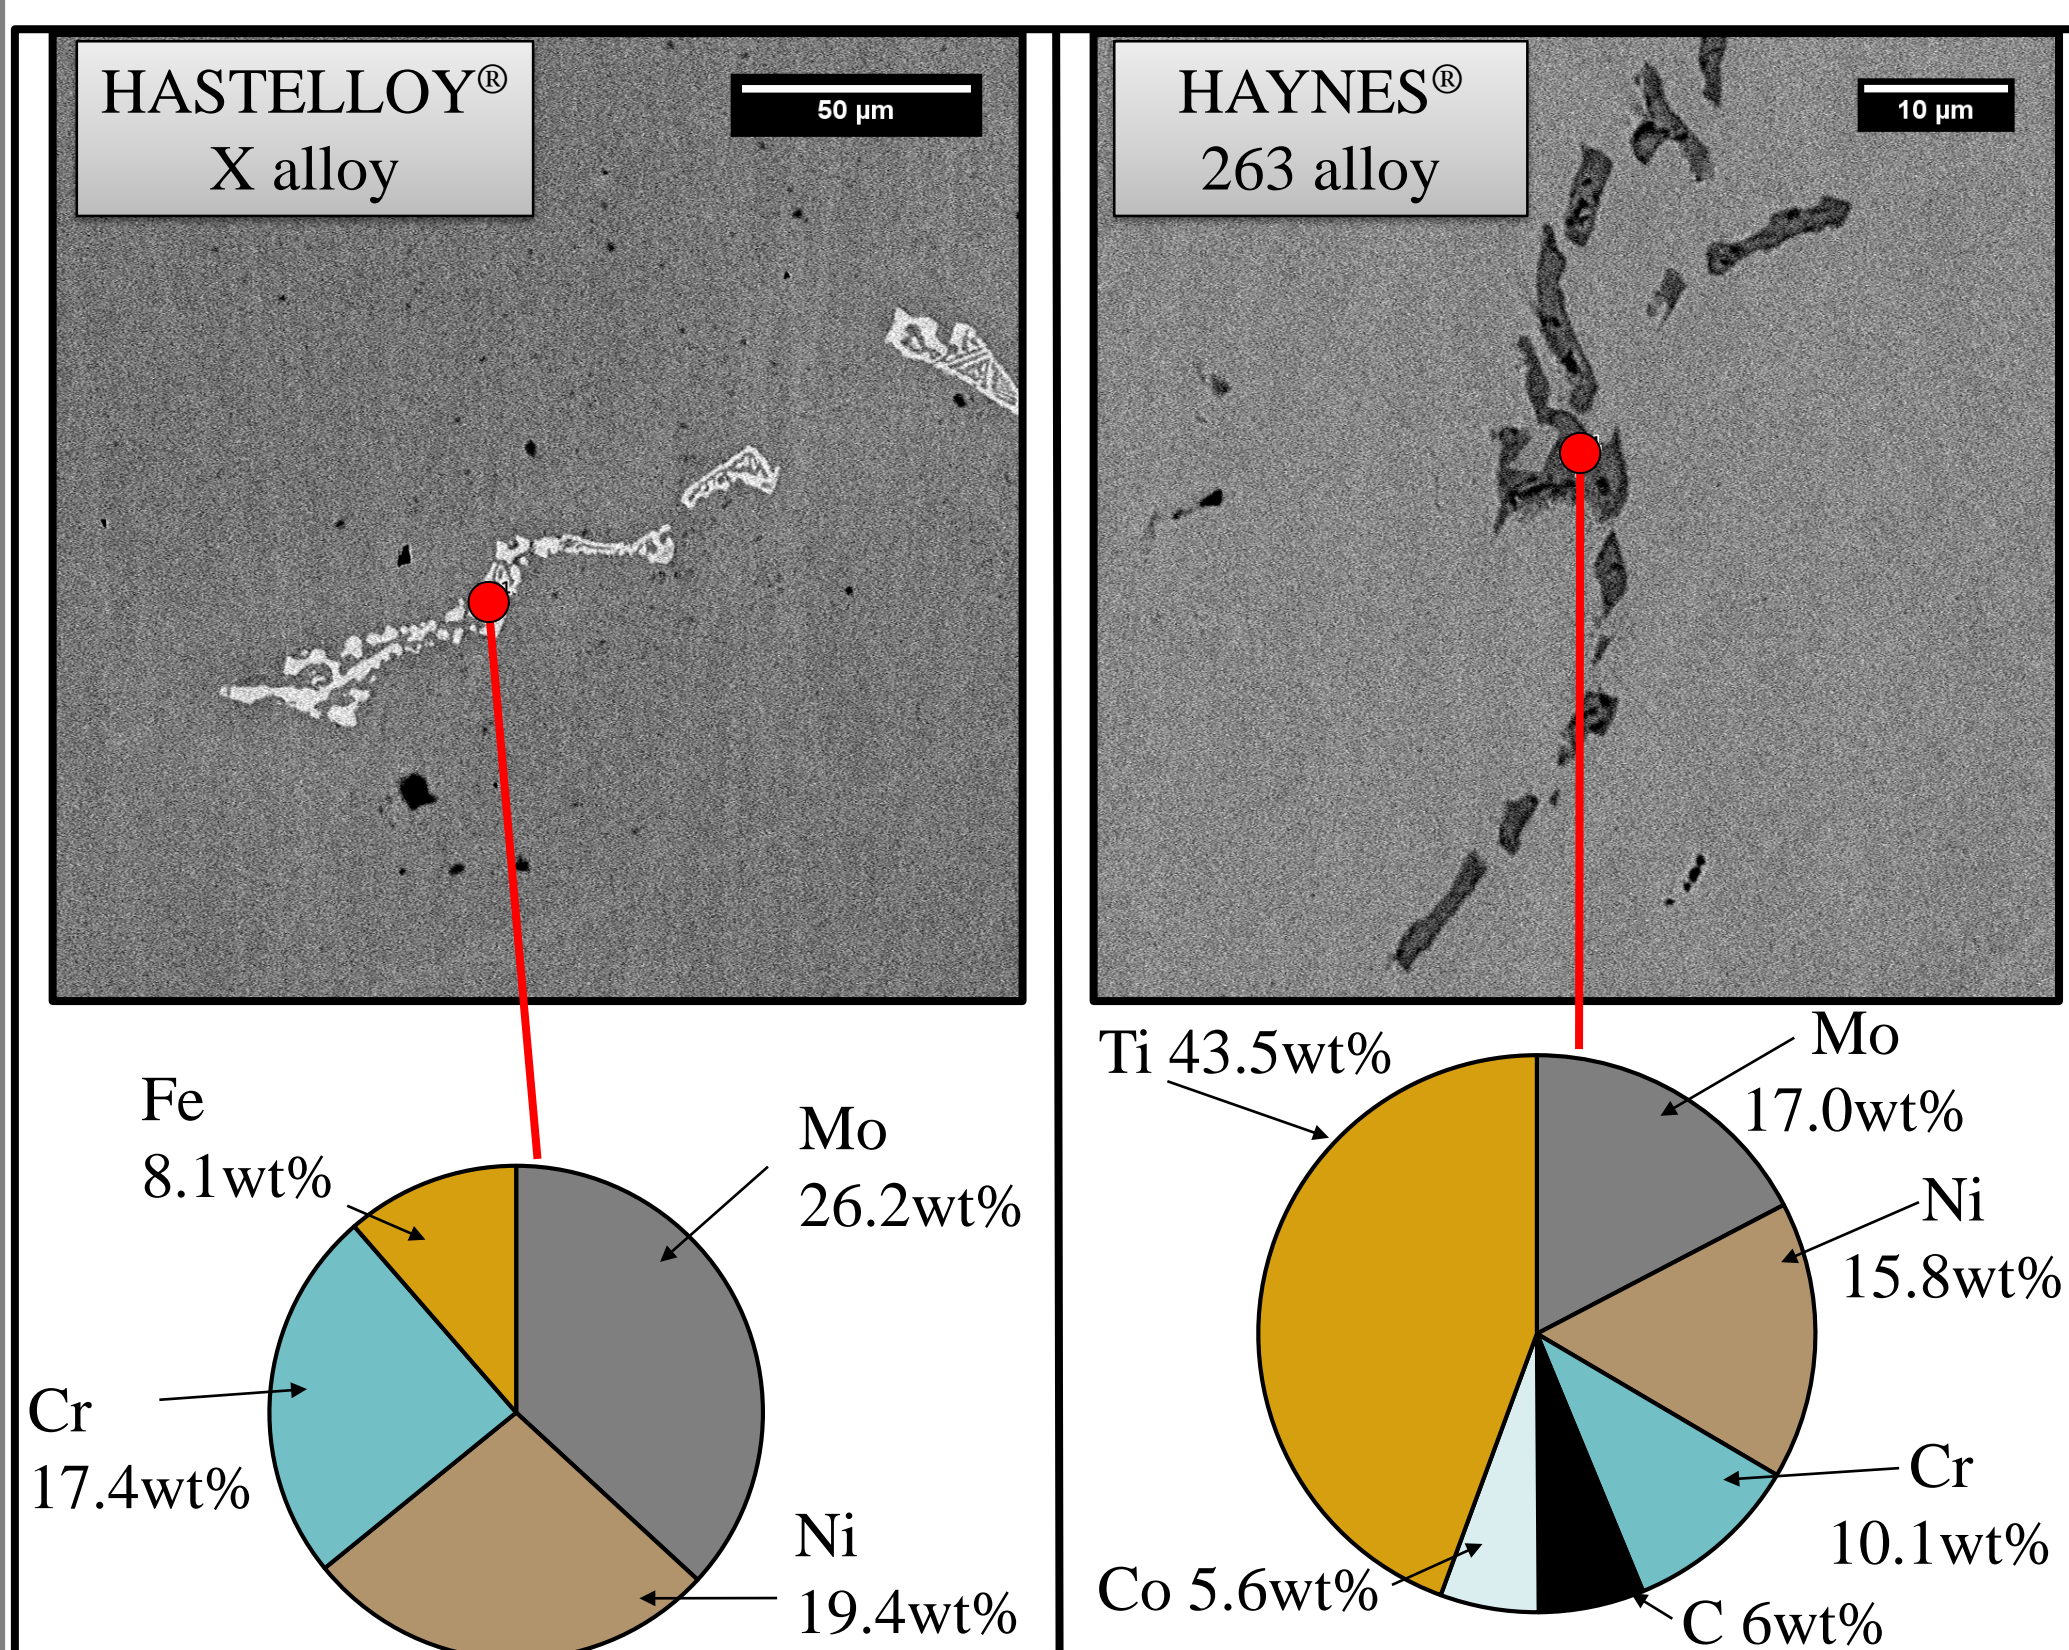 HASTELLOY®
X alloy
50 µm
HAYNES®
263 alloy
10 µm
Fe
8.1wt%
Mo
26.2wt%
Cr
17.4wt%
Ni
19.4wt%
Ti 43.5wt%
Mo
17.0wt%
Ni
15.8wt%
Cr
10.1wt%
Co 5.6wt%
C 6wt%